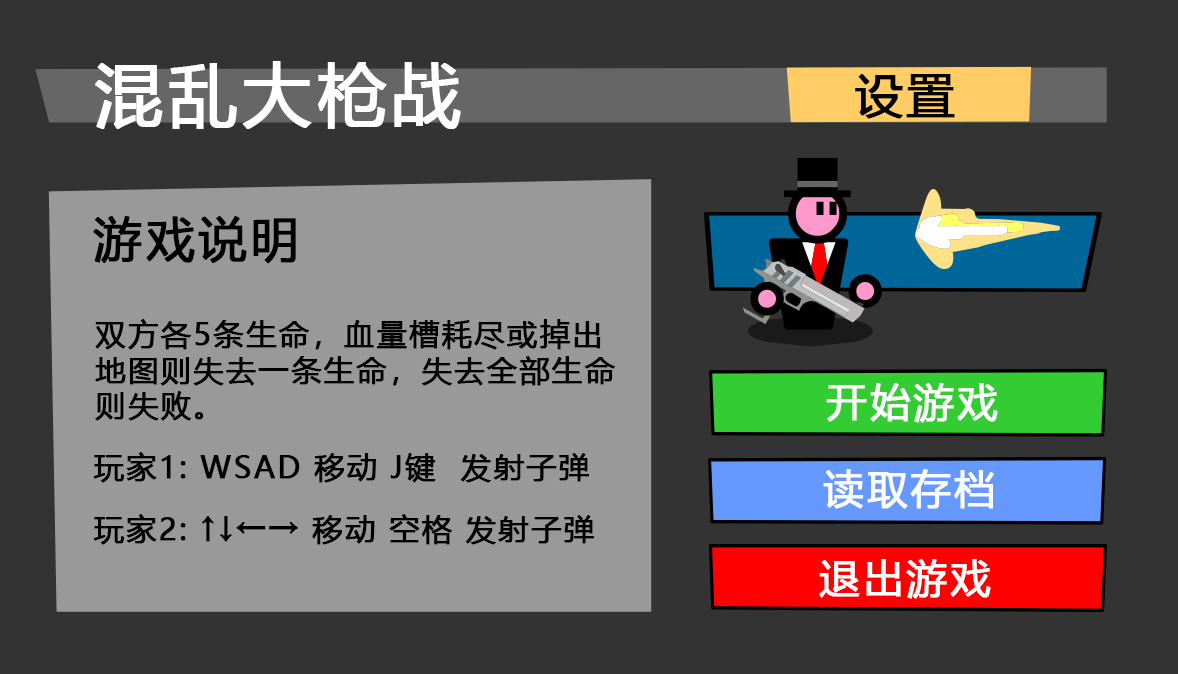 混乱大枪战
设置
游戏说明
双方各5条生命，血量槽耗尽或掉出
地图则失去一条生命，失去全部生命
则失败。
玩家1: WSAD 移动 J键 发射子弹
玩家2: ↑↓←→ 移动 空格 发射子弹
开始游戏
读取存档
退出游戏